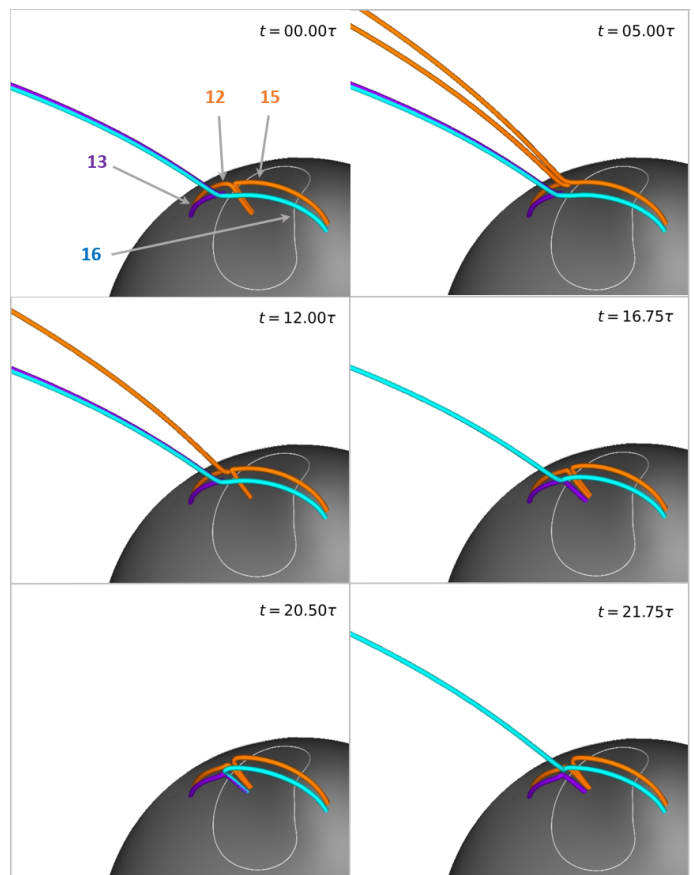 t = 00.00τ
t = 05.00τ
12
15
13
16
t = 12.00τ
t = 16.75τ
t = 20.50τ
t = 21.75τ